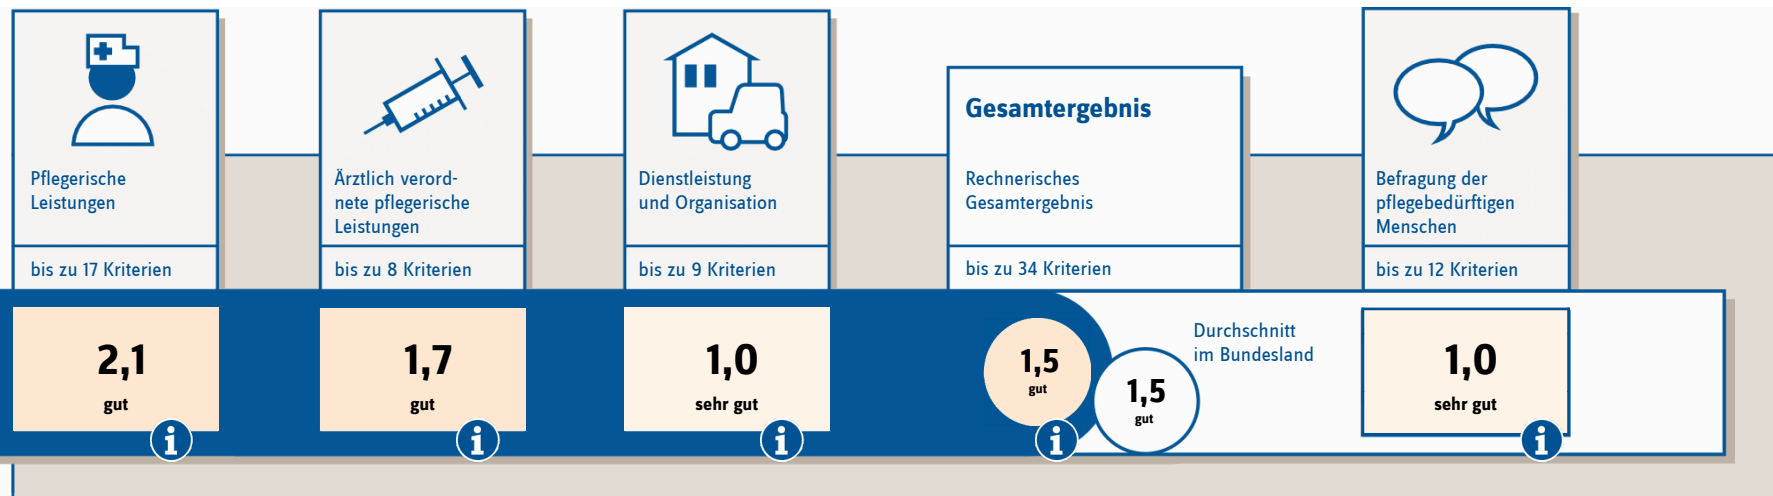 Pflegerische
Leistungen
bis zu 17 Kriterien
2,1
gut
i
Ärztlich verord-
nete pflegerische
Leistungen
bis zu 8 Kriterien
1,7
gut
i
Dienstleistung
und Organisation
bis zu 9 Kriterien
1,0
sehr gut
i
Gesamtergebnis
Rechnerisches
Gesamtergebnis
bis zu 34 Kriterien
1,5
gut
i
Durchschnitt
im Bundesland
1,5
gut
Befragung der
pflegebedürftigen
Menschen
bis zu 12 Kriterien
1,0
sehr gut
i